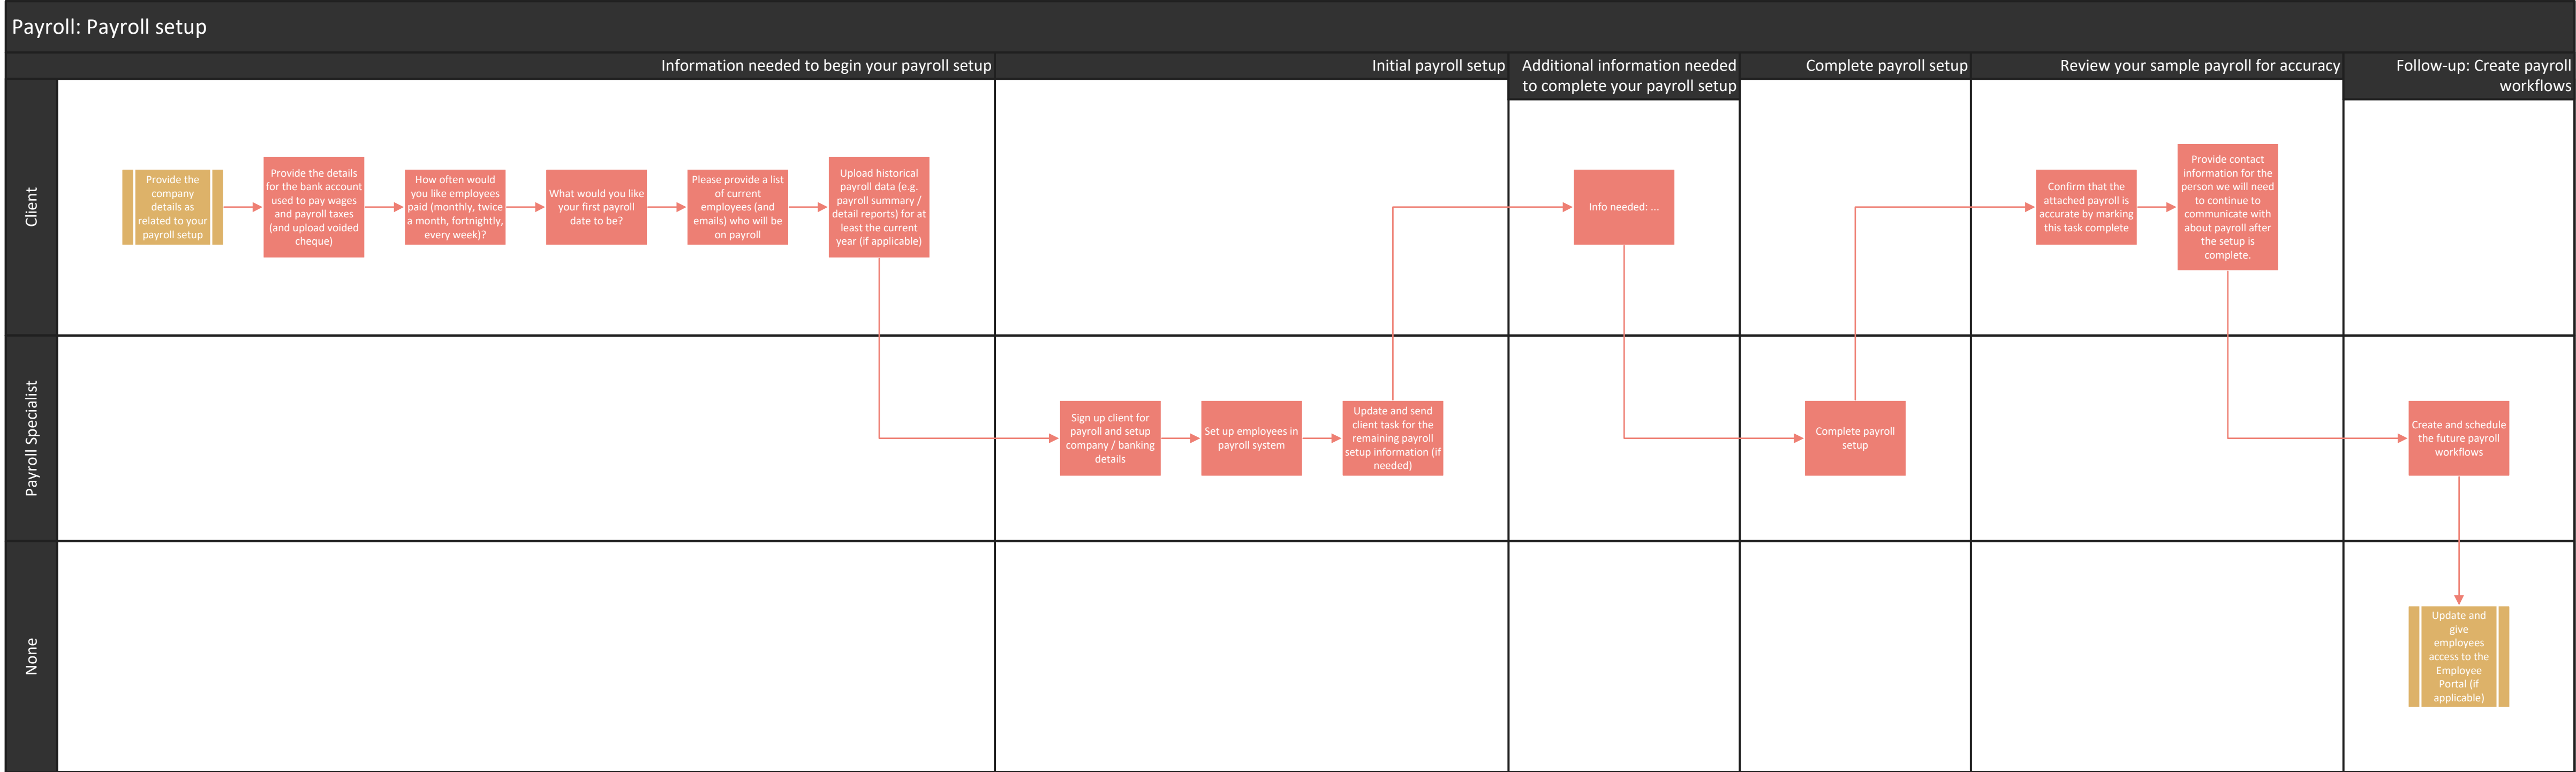 Payroll: Payroll setup
Information needed to begin your payroll setup
Initial payroll setup
Additional information needed
to complete your payroll setup
Complete payroll setup
Review your sample payroll for accuracy
Follow-up: Create payroll
workflows
Client
Provide the
company
details as
related to your
payroll setup
Provide the details
for the bank account
used to pay wages
and payroll taxes
(and upload voided
cheque)
How often would
you like employees
paid (monthly, twice
a month, fortnightly,
every week)?
What would you like
your first payroll
date to be?
Please provide a list
of current
employees (and
emails) who will be
on payroll
Upload historical
payroll data (e.g.
payroll summary /
detail reports) for at
least the current
year (if applicable)
Info needed: ...
Confirm that the
attached payroll is
accurate by marking
this task complete
Provide contact
information for the
person we will need
to continue to
communicate with
about payroll after
the setup is
complete.
Payroll Specialist
Sign up client for
payroll and setup
company / banking
details
Set up employees in
payroll system
Update and send
client task for the
remaining payroll
setup information (if
needed)
Complete payroll
setup
Create and schedule
the future payroll
workflows
None
Update and
give
employees
access to the
Employee
Portal (if
applicable)